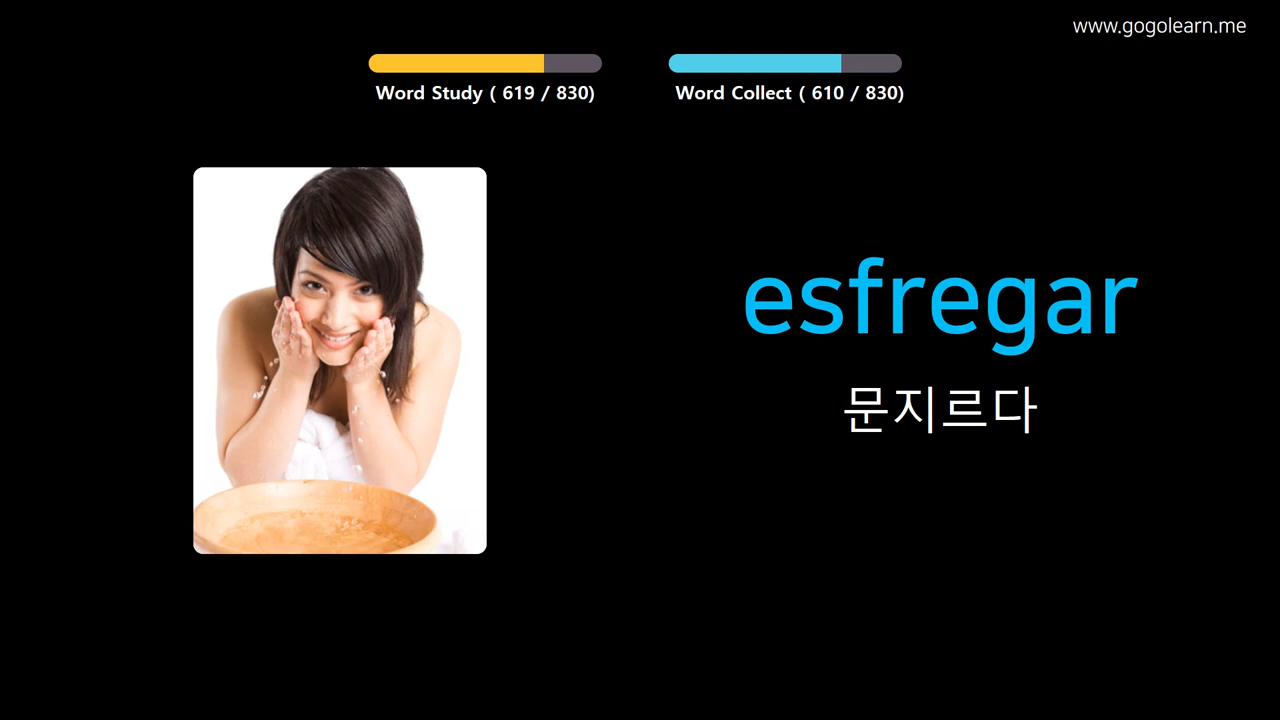 www.gogolearn.me
Word Study ( 619 / 830)
Word Collect ( 610 / 830)
esfregar
문지르다